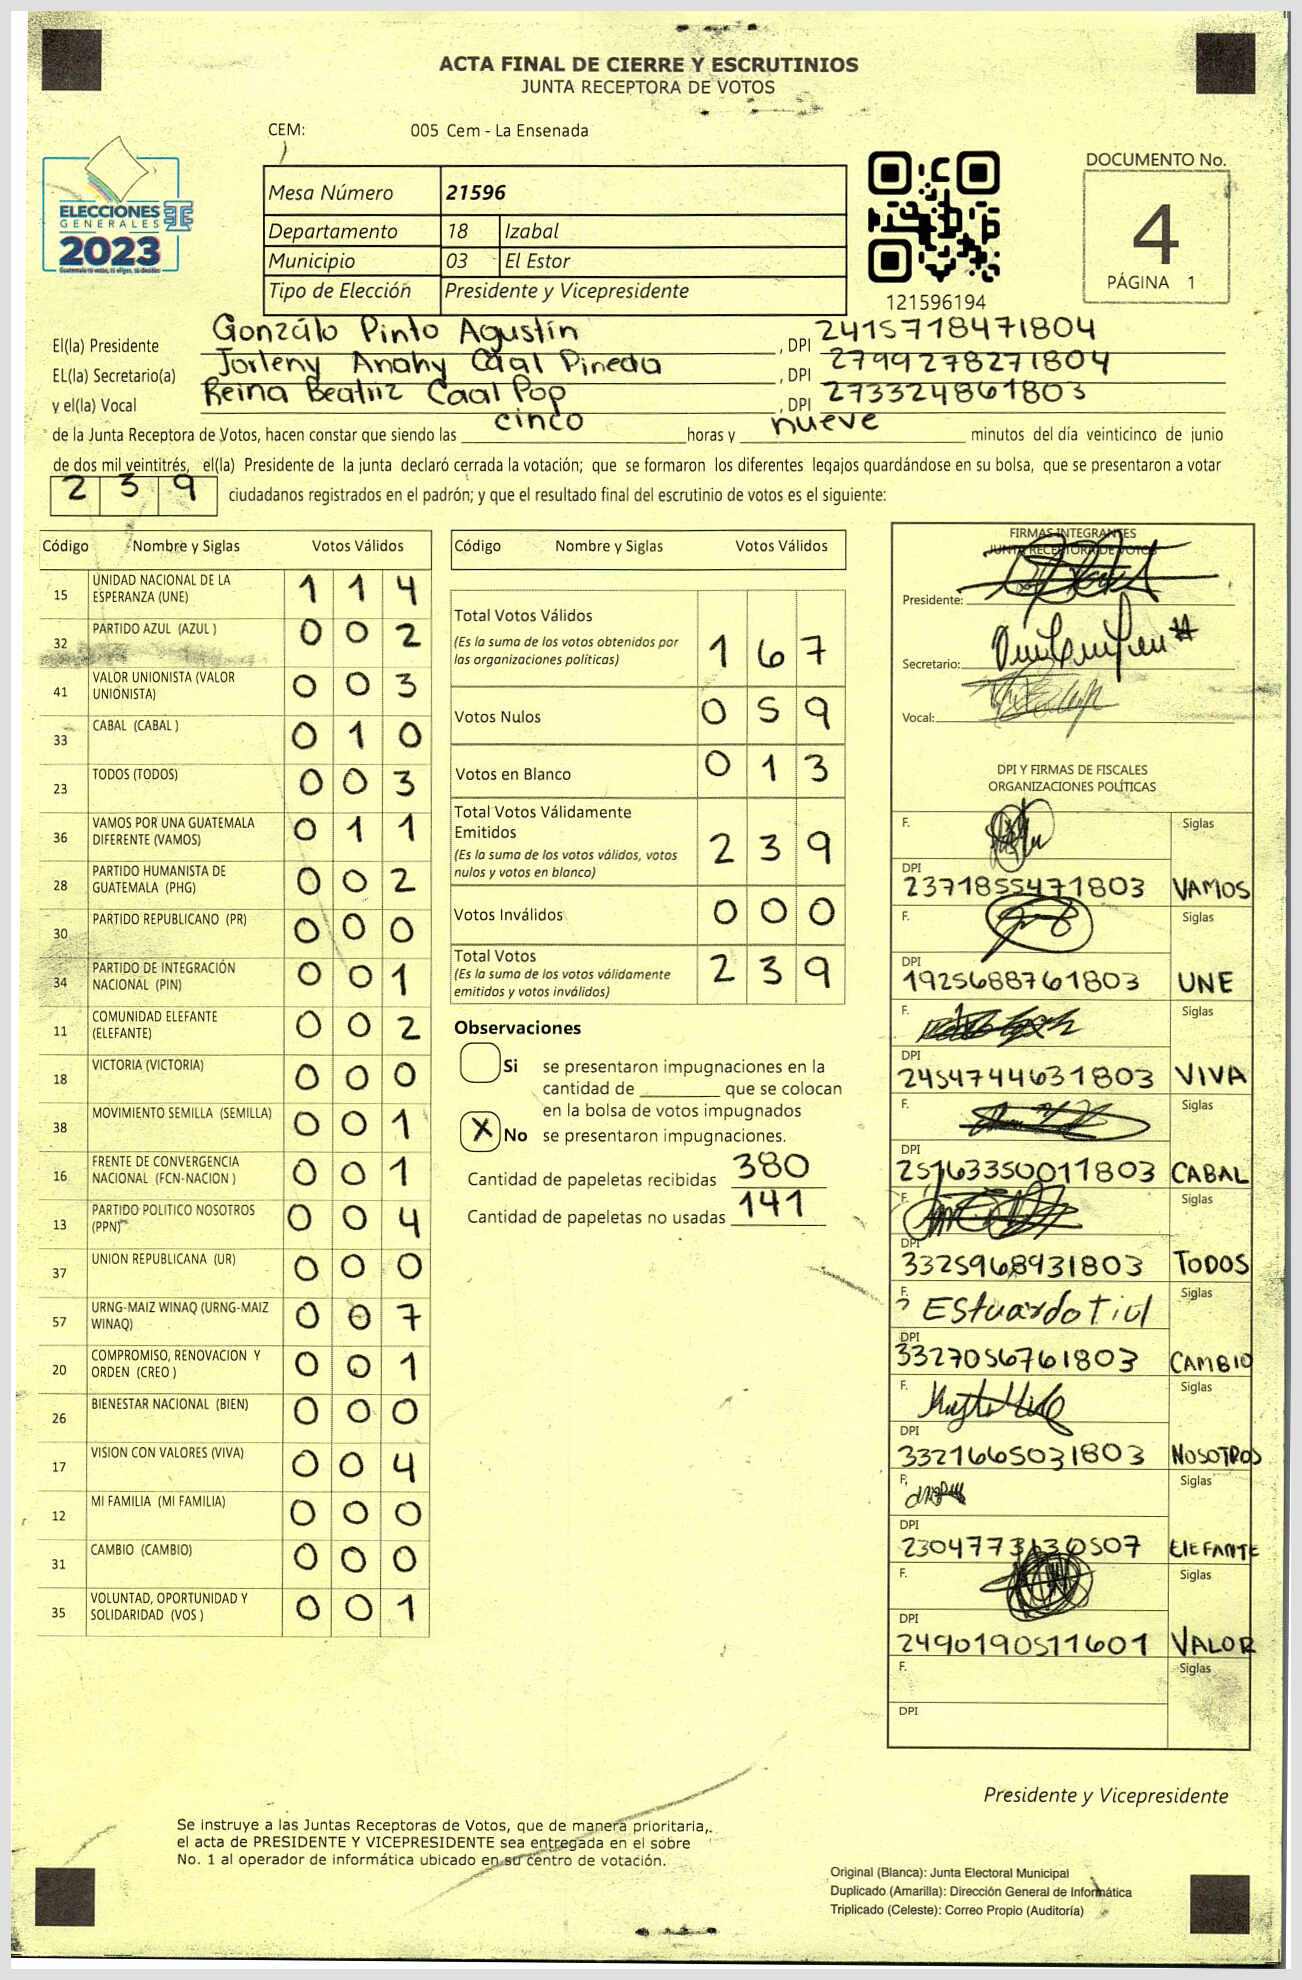 ACTA FINAL DE CIERRE Y ESCRUTINIOS
JUNTA RECEPTORA DE VOTOS
CEM: 005 Cem - La Ensenada
ELECCIONES
GENERALES
2023
Guatemala tú votas, tú eliges, tú decides
Mesa Número 21596
Departamento 18 Izabal
Municipio 03 El Estor
Tipo de Elección Presidente y Vicepresidente
121596194
DOCUMENTO No.
4
PÁGINA 1
El(la) Presidente Gonzálo Pinto Agustín , DPI 2415718471804
EL(la) Secretario(a) Jorleny Anahy Caal Pineda , DPI 2799278271804
y el(la) Vocal Reina Beatriz Caal Pop , DPI 273324861803
de la Junta Receptora de Votos, hacen constar que siendo las cinco horas y nueve minutos del día veinticinco de junio
de dos mil veintitrés, el(la) Presidente de la junta declaró cerrada la votación; que se formaron los diferentes legajos quardándose en su bolsa, que se presentaron a votar
2 3 9 ciudadanos registrados en el padrón; y que el resultado final del escrutinio de votos es el siguiente:
Código Nombre y Siglas Votos Válidos
15 UNIDAD NACIONAL DE LA ESPERANZA (UNE) 1 1 4
32 PARTIDO AZUL (AZUL ) 0 0 2
41 VALOR UNIONISTA (VALOR UNIONISTA) 0 0 3
33 CABAL (CABAL ) 0 1 0
23 TODOS (TODOS) 0 0 3
36 VAMOS POR UNA GUATEMALA DIFERENTE (VAMOS) 0 1 1
28 PARTIDO HUMANISTA DE GUATEMALA (PHG) 0 0 2
30 PARTIDO REPUBLICANO (PR) 0 0 0
34 PARTIDO DE INTEGRACIÓN NACIONAL (PIN) 0 0 1
11 COMUNIDAD ELEFANTE (ELEFANTE) 0 0 2
18 VICTORIA (VICTORIA) 0 0 0
38 MOVIMIENTO SEMILLA (SEMILLA) 0 0 1
16 FRENTE DE CONVERGENCIA NACIONAL (FCN-NACION ) 0 0 1
13 PARTIDO POLITICO NOSOTROS (PPN) 0 0 4
37 UNION REPUBLICANA (UR) 0 0 0
57 URNG-MAIZ WINAQ (URNG-MAIZ WINAQ) 0 0 7
20 COMPROMISO, RENOVACION Y ORDEN (CREO ) 0 0 1
26 BIENESTAR NACIONAL (BIEN) 0 0 0
17 VISION CON VALORES (VIVA) 0 0 4
12 MI FAMILIA (MI FAMILIA) 0 0 0
31 CAMBIO (CAMBIO) 0 0 0
35 VOLUNTAD, OPORTUNIDAD Y SOLIDARIDAD (VOS ) 0 0 1
Código Nombre y Siglas Votos Válidos
Total Votos Válidos
(Es la suma de los votos obtenidos por
las organizaciones políticas) 1 6 7
Votos Nulos 0 5 9
Votos en Blanco 0 1 3
Total Votos Válidamente
Emitidos
(Es la suma de los votos válidos, votos
nulos y votos en blanco) 2 3 9
Votos Inválidos 0 0 0
Total Votos
(Es la suma de los votos válidamente
emitidos y votos inválidos) 2 3 9
Observaciones
Si se presentaron impugnaciones en la
cantidad de ________ que se colocan
en la bolsa de votos impugnados
X No se presentaron impugnaciones.
Cantidad de papeletas recibidas 380
Cantidad de papeletas no usadas 141
FIRMAS INTEGRANTES
JUNTA RECEPTORA DE VOTOS
Presidente:
Secretario:
Vocal:
DPI Y FIRMAS DE FISCALES
ORGANIZACIONES POLÍTICAS
F. Siglas
DPI
2371855471803 VAMOS
F. Siglas
DPI
1925688761803 UNE
F. Siglas
DPI
2454744631803 VIVA
F. Siglas
DPI
2516335001 1803 CABAL
F. Siglas
DPI
3325968931803 TODOS
F. Estuardo Tiul Siglas
DPI
3327056761803 CAMBIO
F. Siglas
DPI
3321665031803 NOSOTROS
F. Siglas
DPI
2304773130507 ElEFANTE
F. Siglas
DPI
2490190511601 VALOR
F. Siglas
DPI
Presidente y Vicepresidente
Se instruye a las Juntas Receptoras de Votos, que de manera prioritaria,
el acta de PRESIDENTE Y VICEPRESIDENTE sea entregada en el sobre
No. 1 al operador de informática ubicado en su centro de votación.
Original (Blanca): Junta Electoral Municipal
Duplicado (Amarilla): Dirección General de Informática
Triplicado (Celeste): Correo Propio (Auditoría)